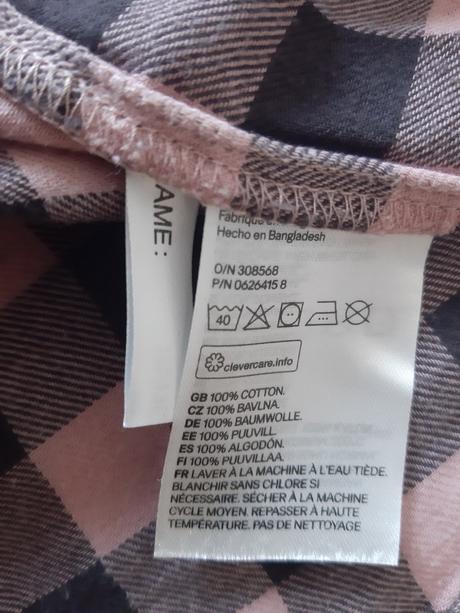 AME:
Fabriqué
Hecho en Bangladesh
O/N 308568
P/N 0626415 8
40
clevercare.info
GB 100% COTTON.
CZ 100% BAVLNA.
DE 100% BAUMWOLLE.
EE 100% PUUVILL.
ES 100% ALGODÓN.
FI 100% PUUVILLAA.
FR LAVER À LA MACHINE À L'EAU TIÈDE.
BLANCHIR SANS CHLORE SI
NÉCESSAIRE. SÉCHER À LA MACHINE
CYCLE MOYEN. REPASSER À HAUTE
TEMPÉRATURE. PAS DE NETTOYAGE